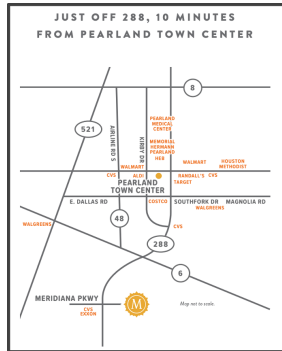 JUST OFF 288, 10 MINUTES
FROM PEARLAND TOWN CENTER
8
521
AIRLINE RD S
KIRBY DR
PEARLAND
MEDICAL
CENTER
MEMORIAL
HERMANN
PEARLAND
HEB
WALMART
WALMART
HOUSTON
METHODIST
CVS
ALDI
RANDALL'S
CVS
TARGET
PEARLAND
TOWN CENTER
E. DALLAS RD
COSTCO
SOUTHFORK DR
MAGNOLIA RD
WALGREENS
48
WALGREENS
CVS
288
6
MERIDIANA PKWY
M
Map not to scale.
CVS
EXXON